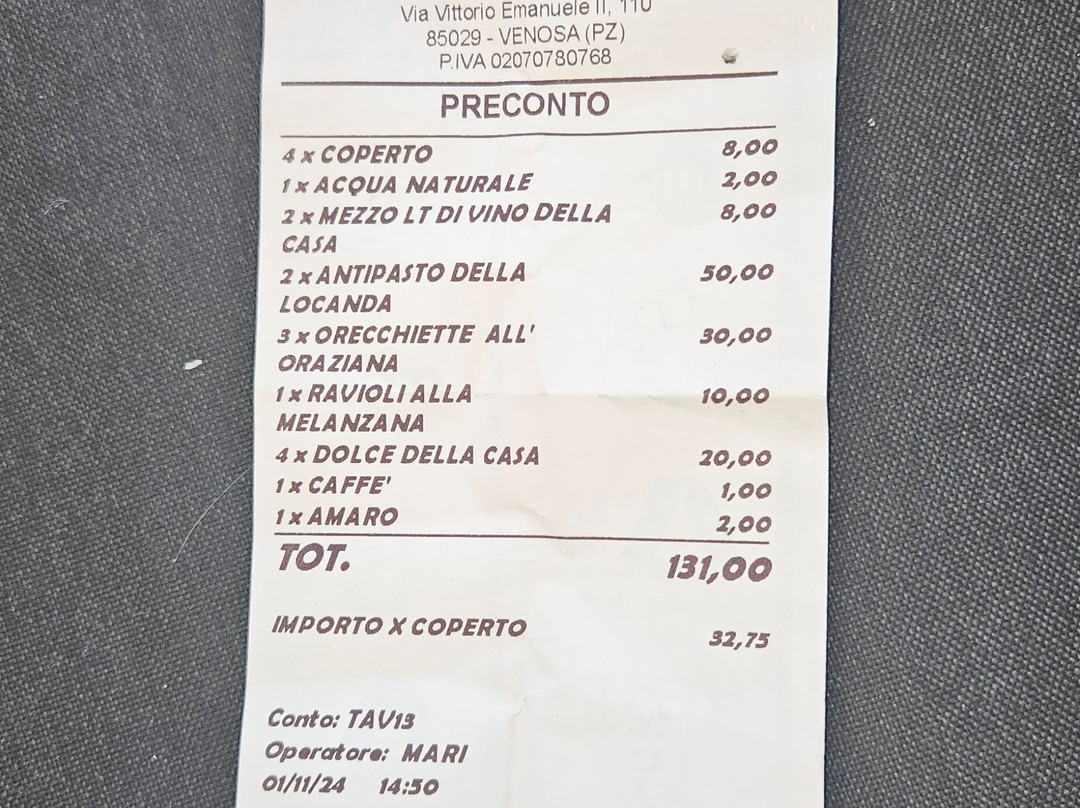 Via Vittorio Emanuele II, 110
85029 - VENOSA (PZ)
P.IVA 02070780768
PRECONTO
4 x COPERTO 8,00
1 x ACQUA NATURALE 2,00
2 x MEZZO LT DI VINO DELLA 8,00
CASA
2 x ANTIPASTO DELLA 50,00
LOCANDA
3 x ORECCHIETTE ALL' 30,00
ORAZIANA
1 x RAVIOLI ALLA 10,00
MELANZANA
4 x DOLCE DELLA CASA 20,00
1 x CAFFE' 1,00
1 x AMARO 2,00
TOT. 131,00
IMPORTO X COPERTO 32,75
Conto: TAV13
Operatore: MARI
01/11/24 14:50